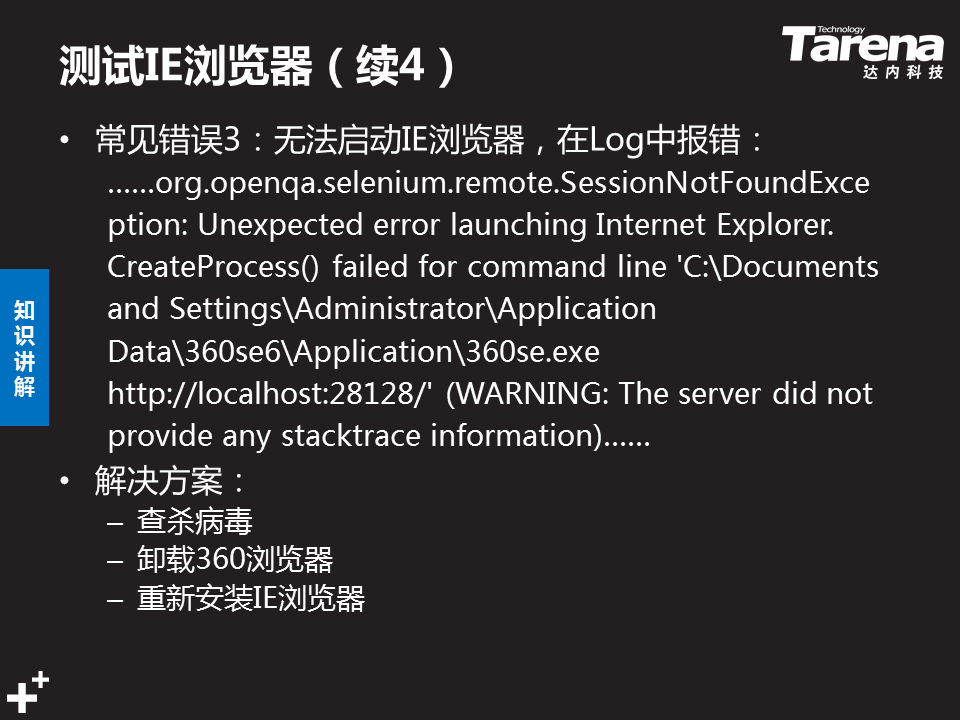 测试IE浏览器（续4）
Technology
Tarena
达内科技
• 常见错误3：无法启动IE浏览器，在Log中报错：
……org.openqa.selenium.remote.SessionNotFoundExce
ption: Unexpected error launching Internet Explorer.
CreateProcess() failed for command line 'C:\Documents
and Settings\Administrator\Application
Data\360se6\Application\360se.exe
http://localhost:28128/' (WARNING: The server did not
provide any stacktrace information)……
知识讲解
• 解决方案：
– 查杀病毒
– 卸载360浏览器
– 重新安装IE浏览器